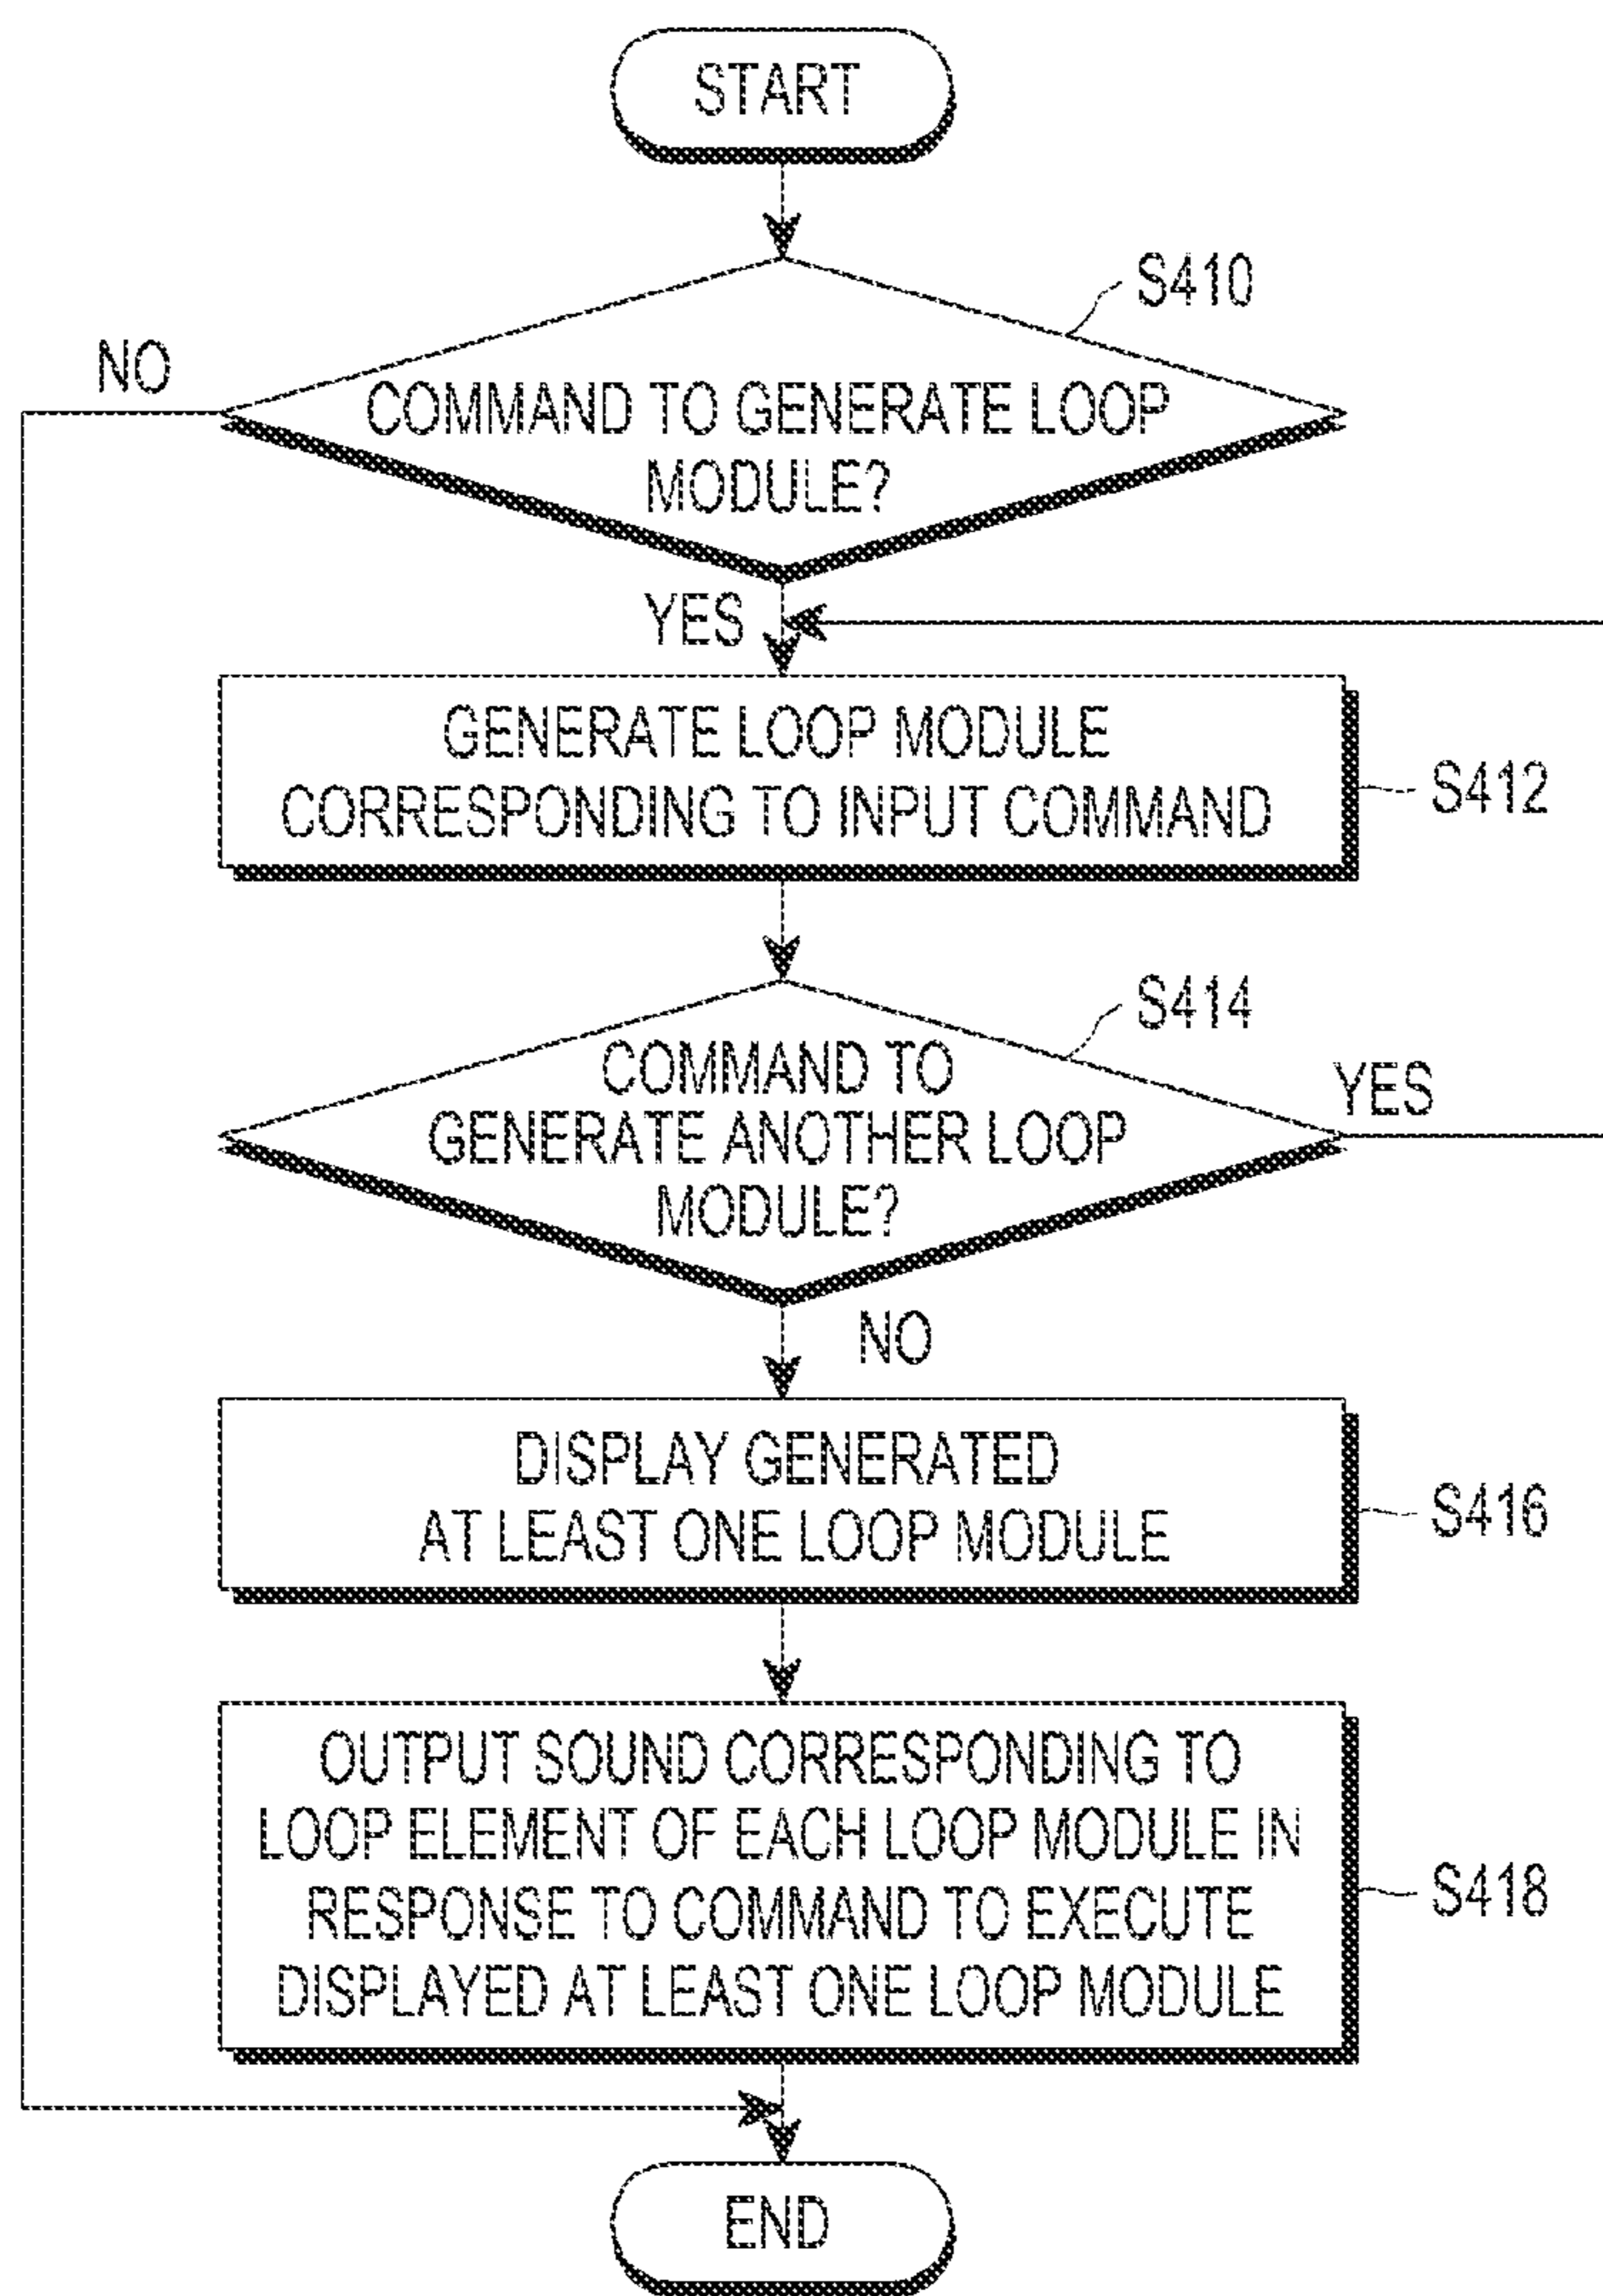 START
S410
NO
COMMAND TO GENERATE LOOP
MODULE?
YES
GENERATE LOOP MODULE
CORRESPONDING TO INPUT COMMAND
S412
S414
COMMAND TO
GENERATE ANOTHER LOOP
MODULE?
YES
NO
DISPLAY GENERATED
AT LEAST ONE LOOP MODULE
S416
OUTPUT SOUND CORRESPONDING TO
LOOP ELEMENT OF EACH LOOP MODULE IN
RESPONSE TO COMMAND TO EXECUTE
DISPLAYED AT LEAST ONE LOOP MODULE
S418
END